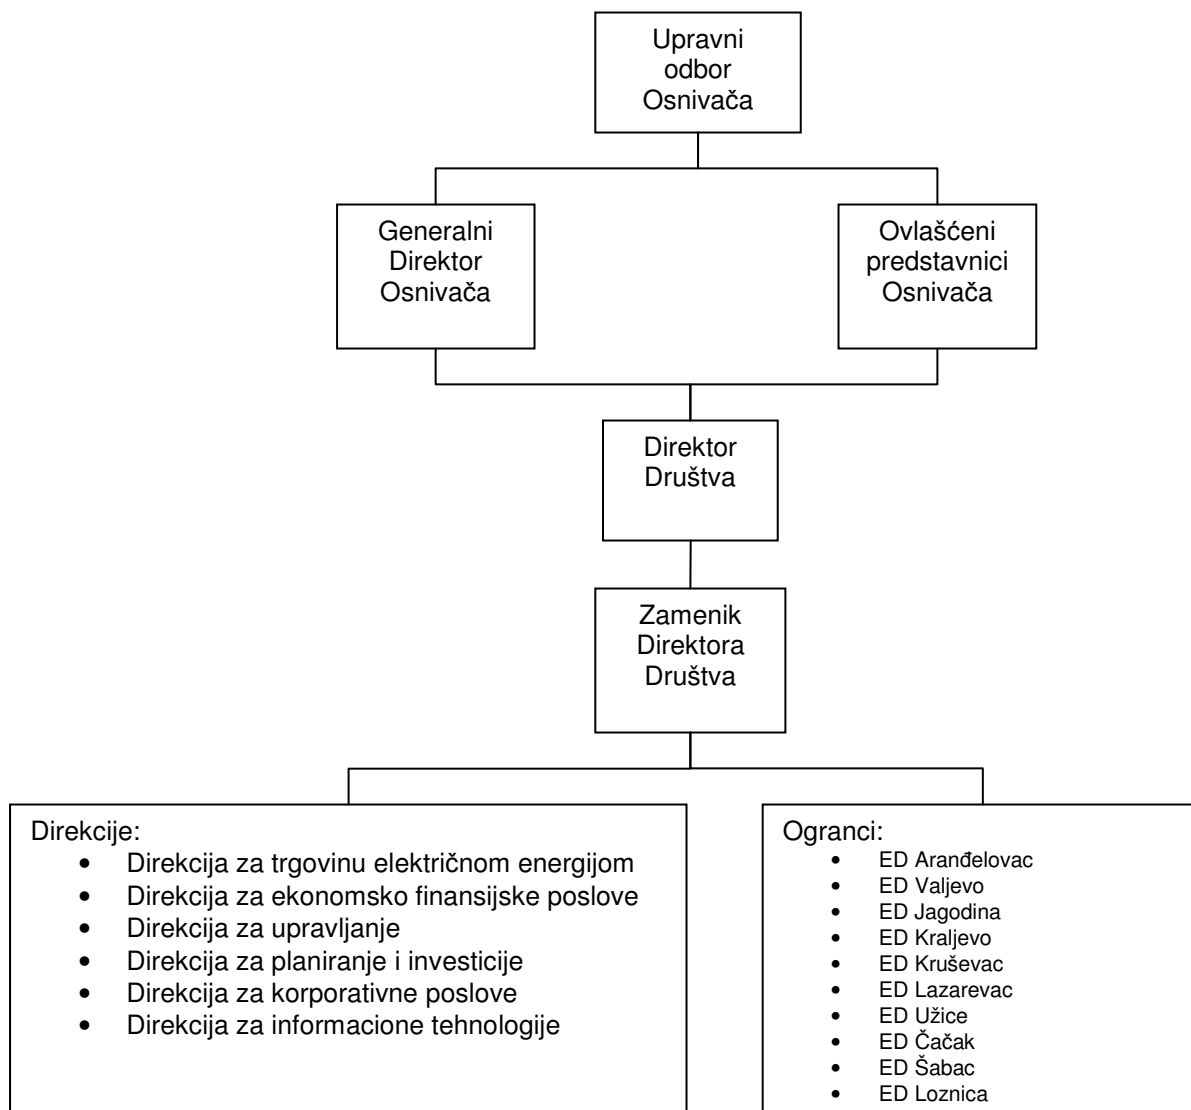 Upravni
odbor
Osnivača
Generalni
Direktor
Osnivača
Ovlašćeni
predstavnici
Osnivača
Direktor
Društva
Zamenik
Direktora
Društva
Direkcije:
• Direkcija za trgovinu električnom energijom
• Direkcija za ekonomsko finansijske poslove
• Direkcija za upravljanje
• Direkcija za planiranje i investicije
• Direkcija za korporativne poslove
• Direkcija za informacione tehnologije
Ogranci:
• ED Aranđelovac
• ED Valjevo
• ED Jagodina
• ED Kraljevo
• ED Kruševac
• ED Lazarevac
• ED Užice
• ED Čačak
• ED Šabac
• ED Loznica